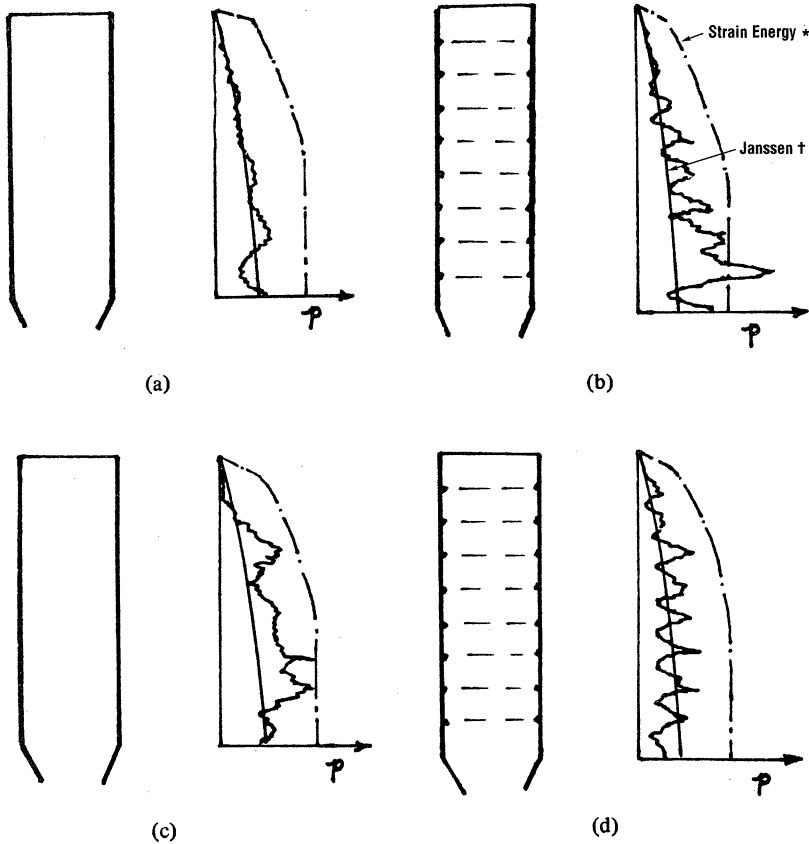 Strain Energy *
Janssen †
p
p
(a)
(b)
p
p
(c)
(d)